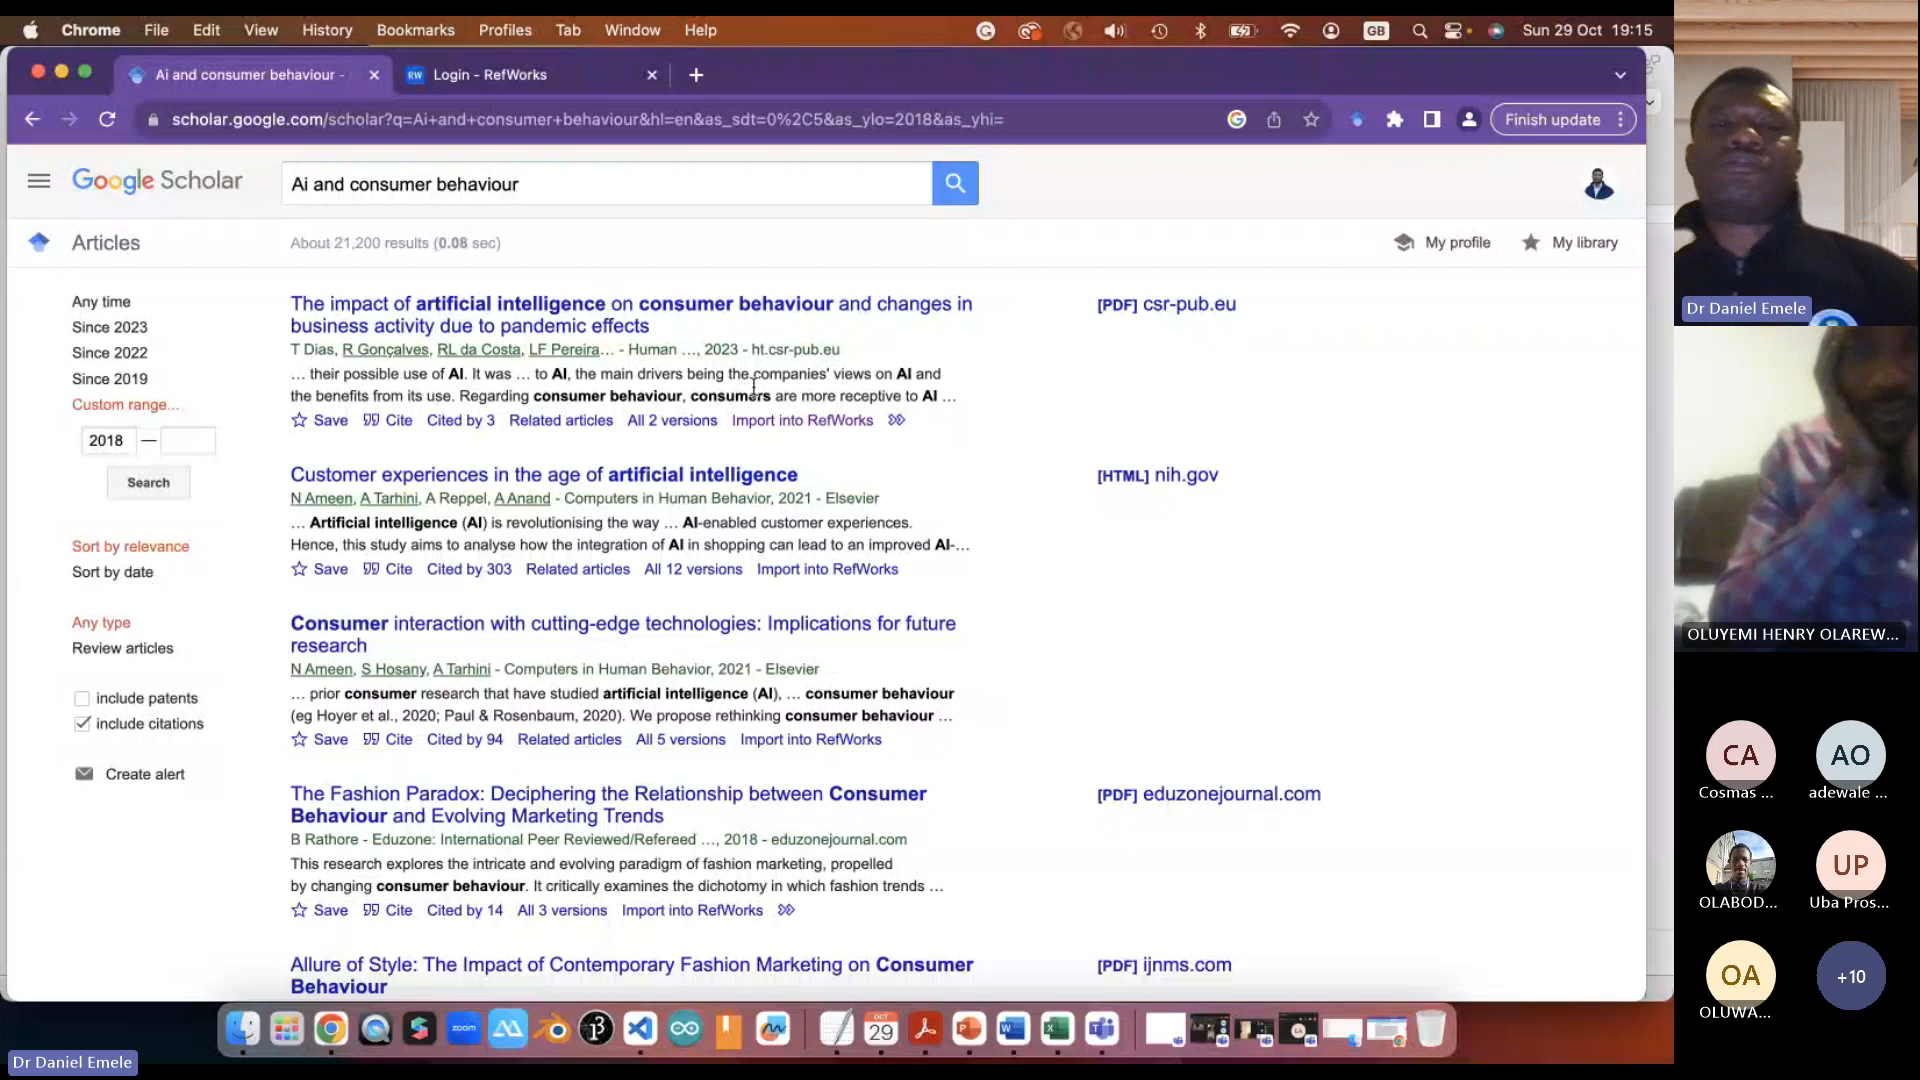 Chrome File Edit View History Bookmarks Profiles Tab Window Help GB Sun 29 Oct 19:15
Ai and consumer behaviour - RW Login - RefWorks
scholar.google.com/scholar?q=Ai+and+consumer+behaviour&hl=en&as_sdt=0%2C5&as_ylo=2018&as_yhi= Finish update
Google Scholar Ai and consumer behaviour
Articles About 21,200 results (0.08 sec) My profile My library
Any time
Since 2023
Since 2022
Since 2019
Custom range...
2018 —
Search
Sort by relevance
Sort by date
Any type
Review articles
include patents
include citations
Create alert
The impact of artificial intelligence on consumer behaviour and changes in
business activity due to pandemic effects
T Dias, R Gonçalves, RL da Costa, LF Pereira… - Human …, 2023 - ht.csr-pub.eu
… their possible use of AI. It was … to AI, the main drivers being the companies' views on AI and
the benefits from its use. Regarding consumer behaviour, consumers are more receptive to AI …
Save Cite Cited by 3 Related articles All 2 versions Import into RefWorks
[PDF] csr-pub.eu
Customer experiences in the age of artificial intelligence
N Ameen, A Tarhini, A Reppel, A Anand - Computers in Human Behavior, 2021 - Elsevier
… Artificial intelligence (AI) is revolutionising the way … AI-enabled customer experiences.
Hence, this study aims to analyse how the integration of AI in shopping can lead to an improved AI-…
Save Cite Cited by 303 Related articles All 12 versions Import into RefWorks
[HTML] nih.gov
Consumer interaction with cutting-edge technologies: Implications for future
research
N Ameen, S Hosany, A Tarhini - Computers in Human Behavior, 2021 - Elsevier
… prior consumer research that have studied artificial intelligence (AI), … consumer behaviour
(eg Hoyer et al., 2020; Paul & Rosenbaum, 2020). We propose rethinking consumer behaviour …
Save Cite Cited by 94 Related articles All 5 versions Import into RefWorks
The Fashion Paradox: Deciphering the Relationship between Consumer
Behaviour and Evolving Marketing Trends
B Rathore - Eduzone: International Peer Reviewed/Refereed …, 2018 - eduzonejournal.com
This research explores the intricate and evolving paradigm of fashion marketing, propelled
by changing consumer behaviour. It critically examines the dichotomy in which fashion trends …
Save Cite Cited by 14 All 3 versions Import into RefWorks
[PDF] eduzonejournal.com
Allure of Style: The Impact of Contemporary Fashion Marketing on Consumer
Behaviour
[PDF] ijnms.com
zoom OCT 29
Dr Daniel Emele
Dr Daniel Emele
OLUYEMI HENRY OLAREW...
CA AO
Cosmas ... adewale ...
UP
OLABOD... Uba Pros...
OA +10
OLUWA...